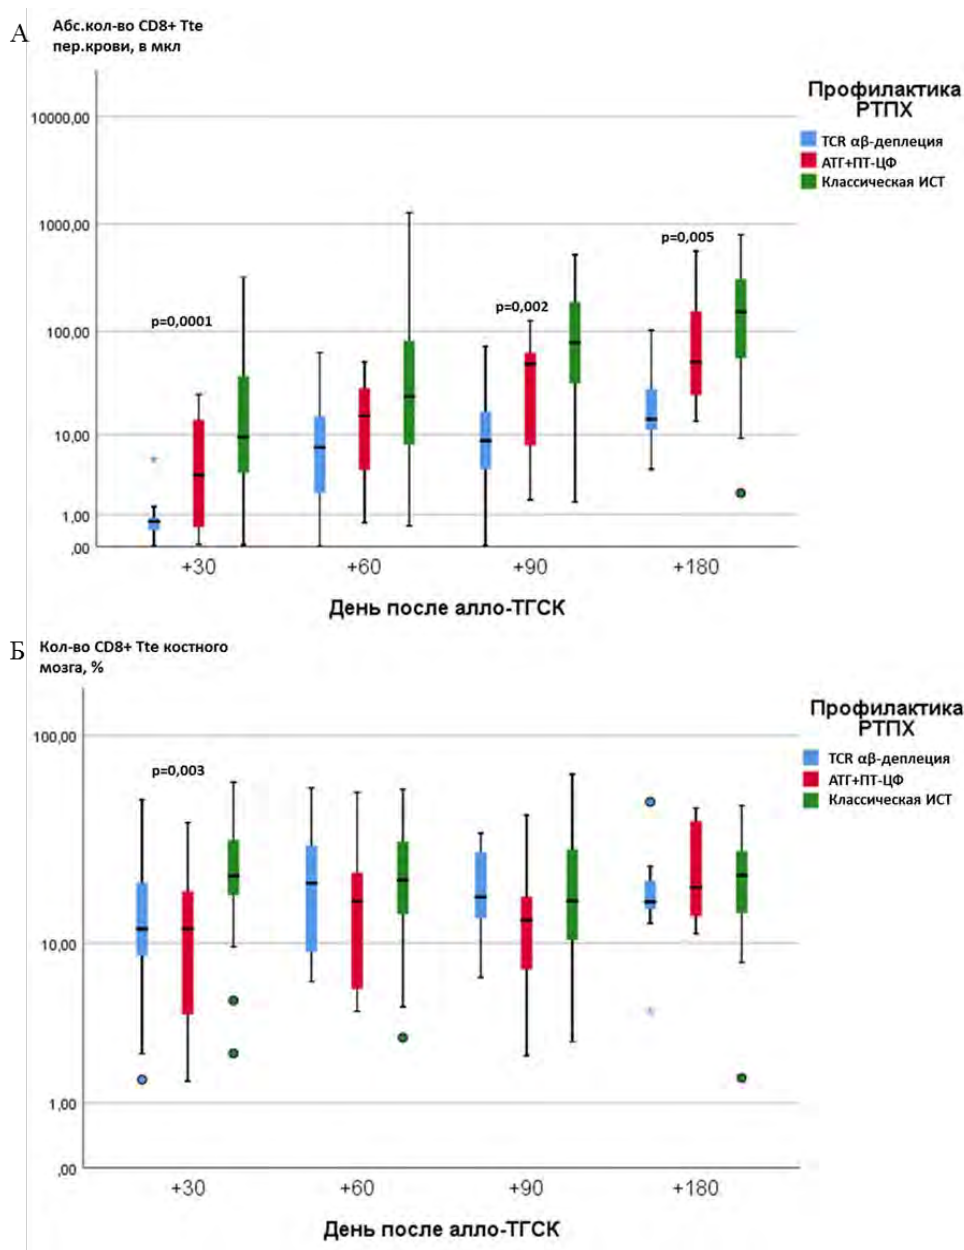 А
Абс.кол-во CD8+ Tte
пер.крови, в мкл
Профилактика
РТПХ
TCR αβ-деплеция
АТГ+ПТ-ЦФ
Классическая ИСТ
10000,00
1000,00
100,00
10,00
1,00
,00
p=0,0001
p=0,002
p=0,005
+30
+60
+90
+180
День после алло-ТГСК
Б
Кол-во CD8+ Tte костного
мозга, %
Профилактика
РТПХ
TCR αβ-деплеция
АТГ+ПТ-ЦФ
Классическая ИСТ
100,00
10,00
1,00
,00
p=0,003
+30
+60
+90
+180
День после алло-ТГСК